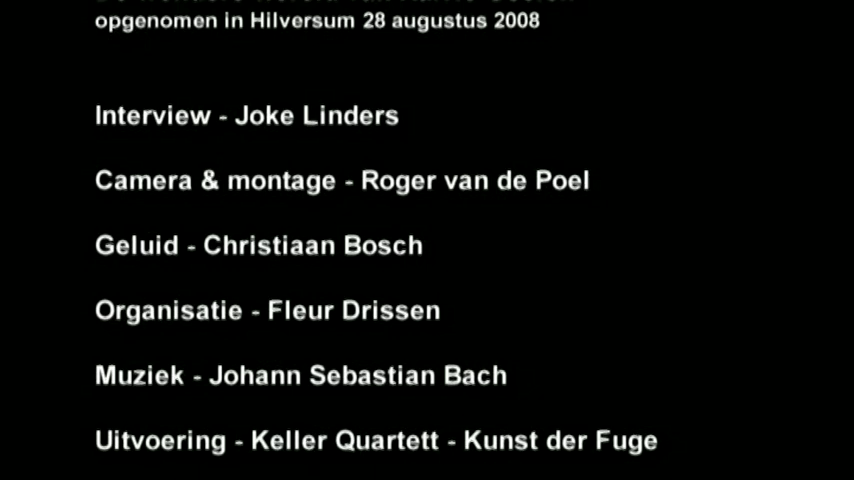 opgenomen in Hilversum 28 augustus 2008
Interview - Joke Linders
Camera & montage - Roger van de Poel
Geluid - Christiaan Bosch
Organisatie - Fleur Drissen
Muziek - Johann Sebastian Bach
Uitvoering - Keller Quartett - Kunst der Fuge